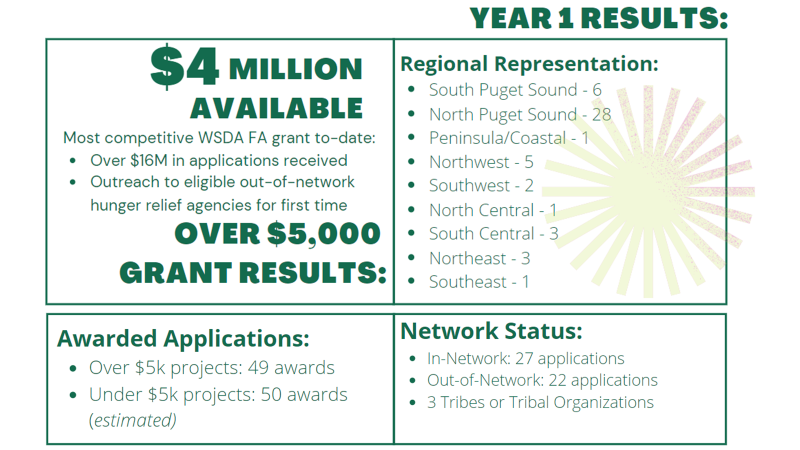 YEAR 1 RESULTS:
$4 MILLION
AVAILABLE
Most competitive WSDA FA grant to-date:
• Over $16M in applications received
• Outreach to eligible out-of-network
hunger relief agencies for first time
OVER $5,000
GRANT RESULTS:
Regional Representation:
• South Puget Sound - 6
• North Puget Sound - 28
• Peninsula/Coastal - 1
• Northwest - 5
• Southwest - 2
• North Central - 1
• South Central - 3
• Northeast - 3
• Southeast - 1
Awarded Applications:
• Over $5k projects: 49 awards
• Under $5k projects: 50 awards
(estimated)
Network Status:
• In-Network: 27 applications
• Out-of-Network: 22 applications
• 3 Tribes or Tribal Organizations